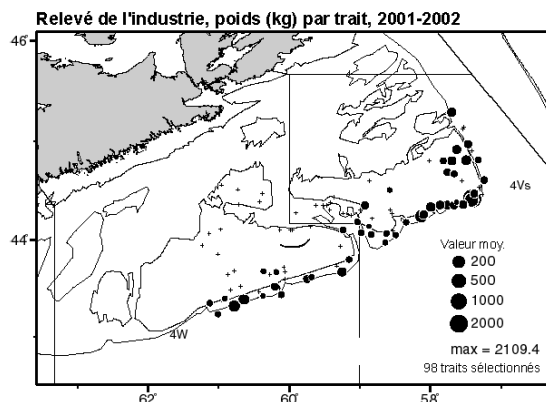 Relevé de l'industrie, poids (kg) par trait, 2001-2002
46°
4Vs
44°
Valeur moy.
200
500
1000
2000
4W
max = 2109.4
98 traits sélectionnés
62°
60°
58°